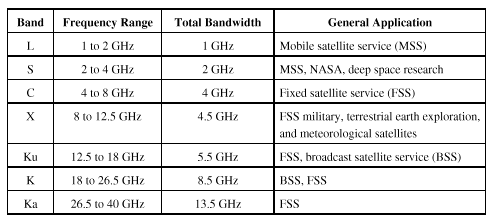 Band Frequency Range Total Bandwidth General Application
L 1 to 2 GHz 1 GHz Mobile satellite service (MSS)
S 2 to 4 GHz 2 GHz MSS, NASA, deep space research
C 4 to 8 GHz 4 GHz Fixed satellite service (FSS)
X 8 to 12.5 GHz 4.5 GHz FSS military, terrestrial earth exploration,
and meteorological satellites
Ku 12.5 to 18 GHz 5.5 GHz FSS, broadcast satellite service (BSS)
K 18 to 26.5 GHz 8.5 GHz BSS, FSS
Ka 26.5 to 40 GHz 13.5 GHz FSS